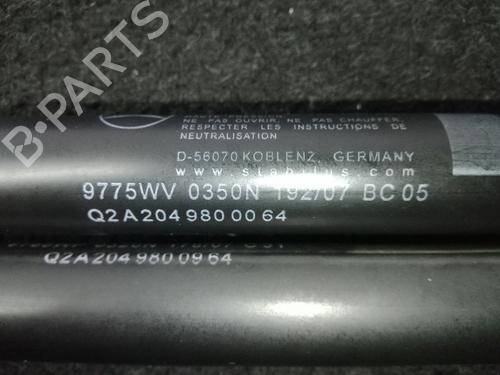 B-PARTS
NE PAS OUVRIR. NE PAS CHAUFFER.
RESPECTER LES INSTRUCTIONS DE
NEUTRALISATION
D-56070 KOBLENZ, GERMANY
www.stabilus.com
9775WV 0350N 192/07 BC 05
Q2A 204 980 00 64
Q2A 204 980 09 64